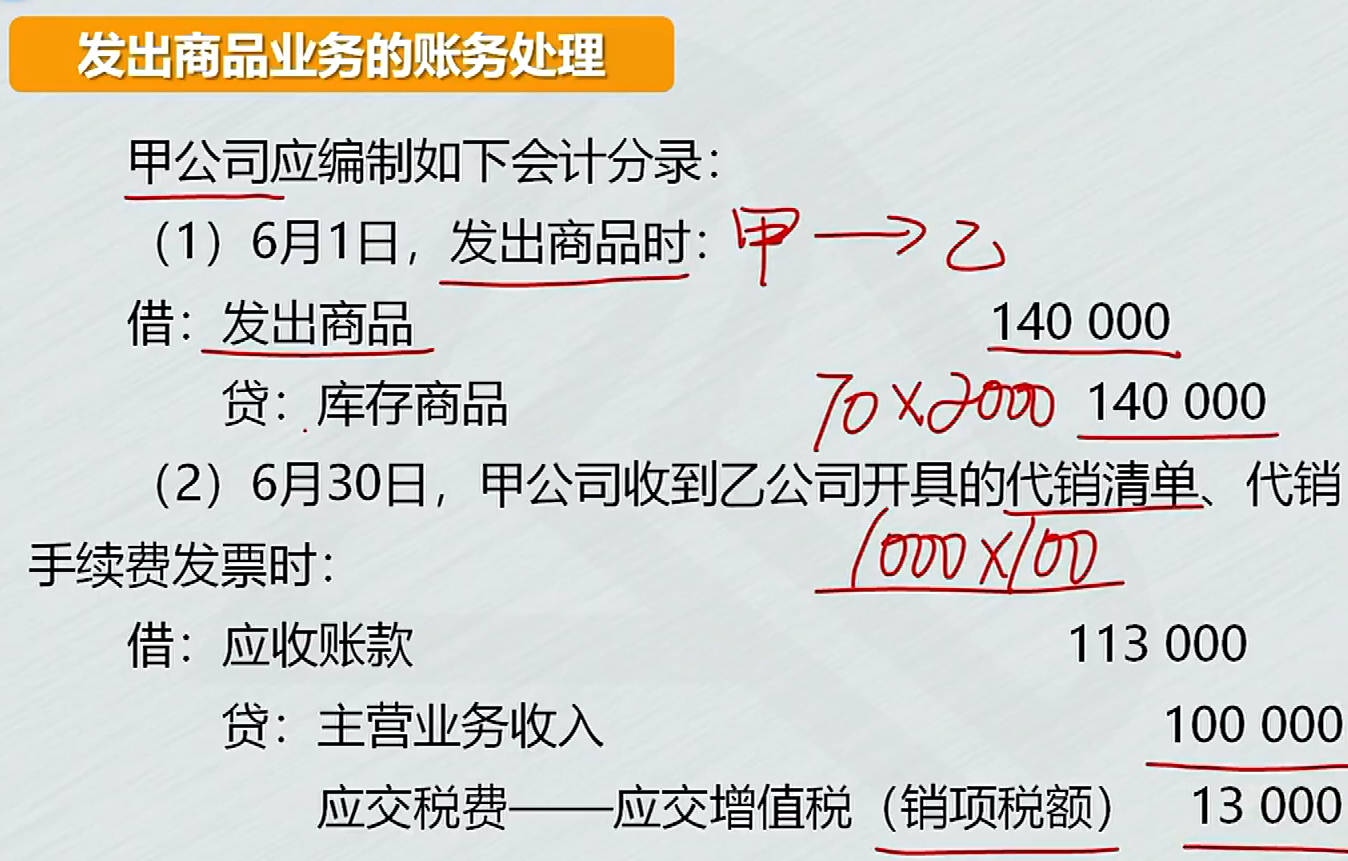 发出商品业务的账务处理
甲公司应编制如下会计分录：
（1）6月1日，发出商品时：甲→乙
借：发出商品 140 000
贷：库存商品 70×2000 140 000
（2）6月30日，甲公司收到乙公司开具的代销清单、代销
手续费发票时： 1000×100
借：应收账款 113 000
贷：主营业务收入 100 000
应交税费——应交增值税（销项税额） 13 000